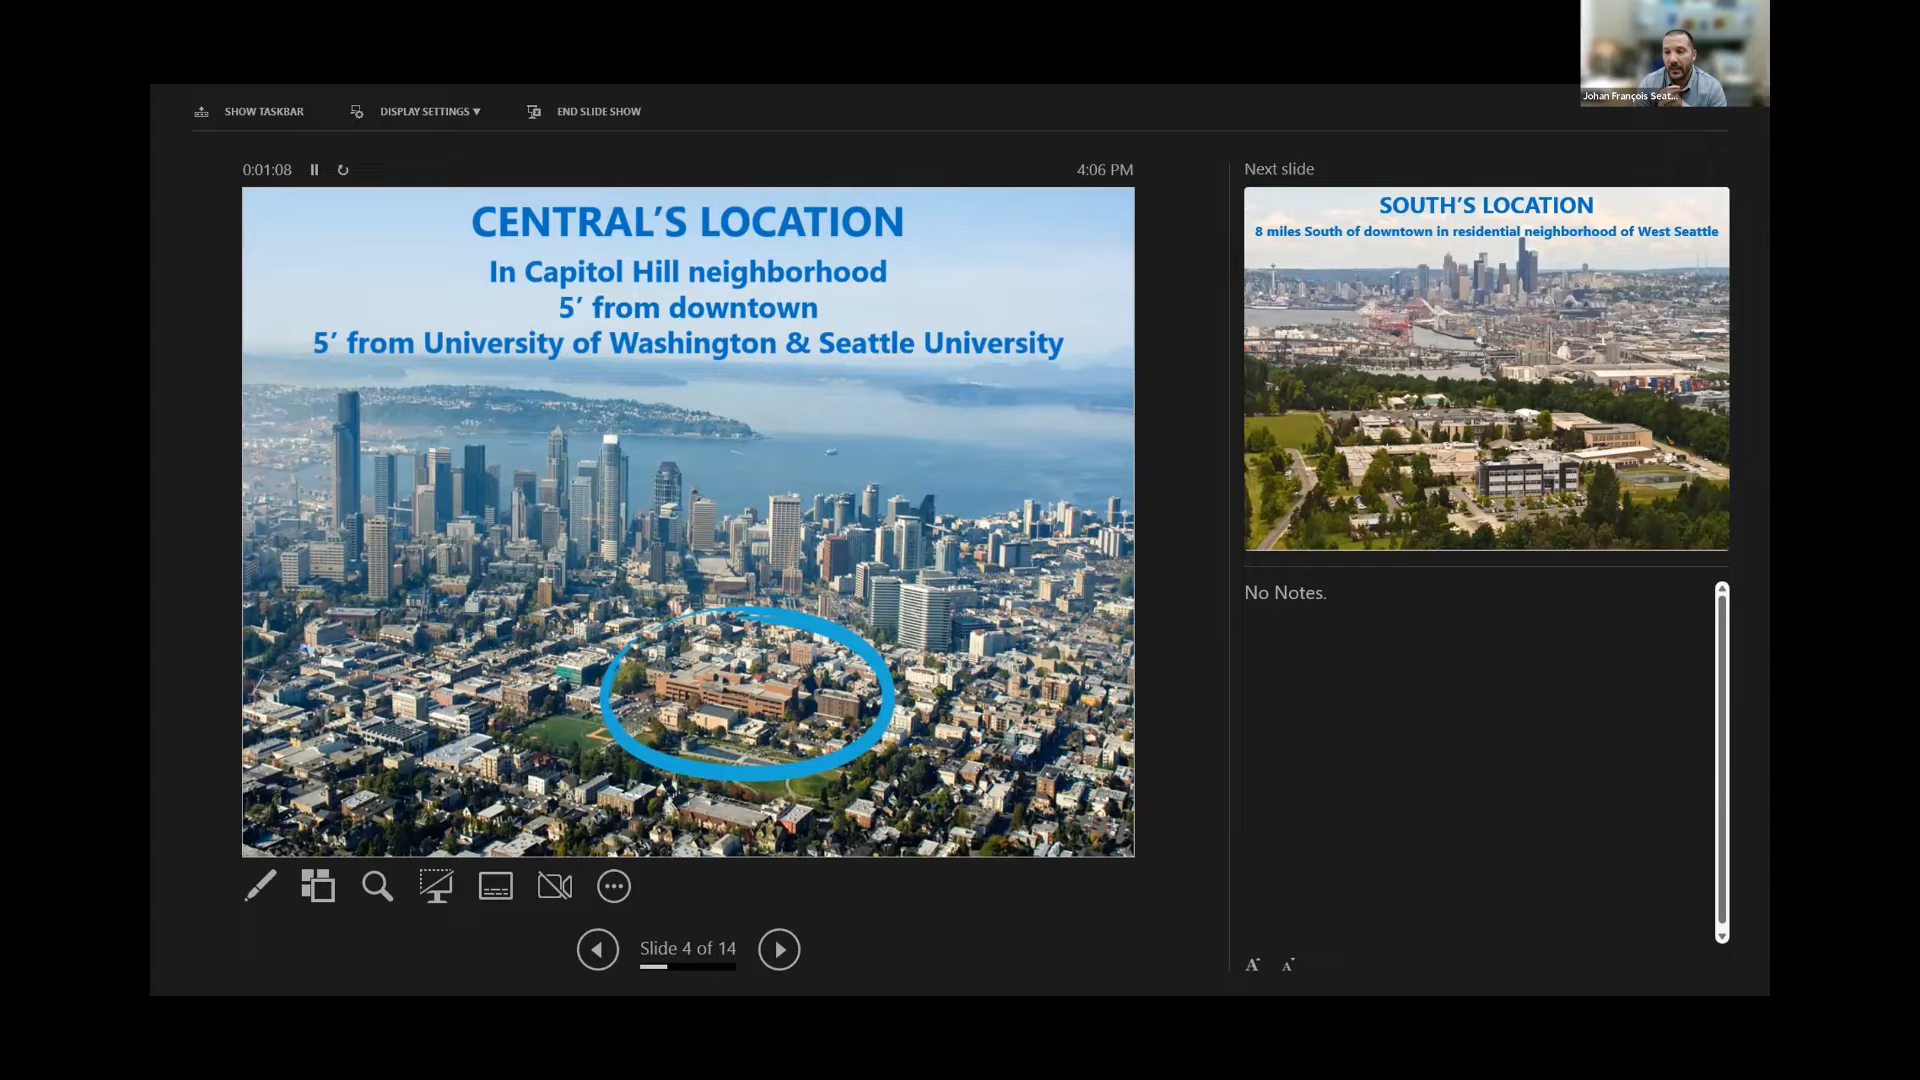 Johan François Seat...
SHOW TASKBAR
DISPLAY SETTINGS ▼
END SLIDE SHOW
0:01:08
4:06 PM
CENTRAL’S LOCATION
In Capitol Hill neighborhood
5’ from downtown
5’ from University of Washington & Seattle University
Slide 4 of 14
Next slide
SOUTH’S LOCATION
8 miles South of downtown in residential neighborhood of West Seattle
No Notes.
A A